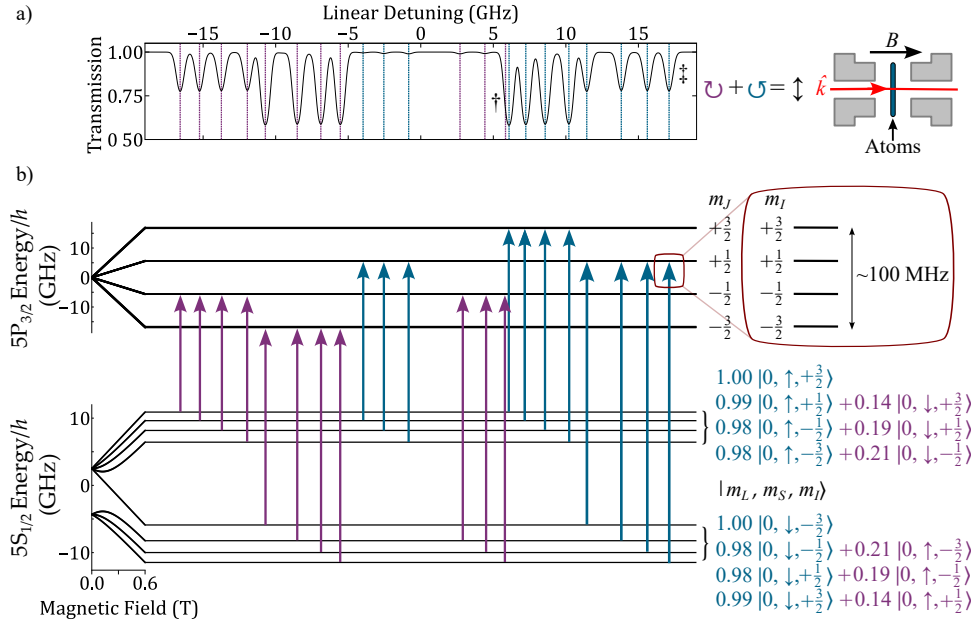 a)
Linear Detuning (GHz)
−15 −10 −5 0 5 10 15
Transmission
1.00
0.75
0 50
†
‡
↻ + ↺ = ↕
B
k̂
Atoms
b)
5P3/2 Energy/h
(GHz)
10
0
−10
m_J m_I
+3/2 +3/2
+1/2 +1/2
−1/2 −1/2
−3/2 −3/2
~100 MHz
5S1/2 Energy/h
(GHz)
10
0
−10
1.00 |0, ↑,+3/2⟩
0.99 |0, ↑,+1/2⟩ +0.14 |0, ↓,+3/2⟩
0.98 |0, ↑,−1/2⟩ +0.19 |0, ↓,+1/2⟩
0.98 |0, ↑,−3/2⟩ +0.21 |0, ↓,−1/2⟩
|m_L, m_S, m_I⟩
1.00 |0, ↓,−3/2⟩
0.98 |0, ↓,−1/2⟩ +0.21 |0, ↑,−3/2⟩
0.98 |0, ↓,+1/2⟩ +0.19 |0, ↑,−1/2⟩
0.99 |0, ↓,+3/2⟩ +0.14 |0, ↑,+1/2⟩
0.0 0.6
Magnetic Field (T)